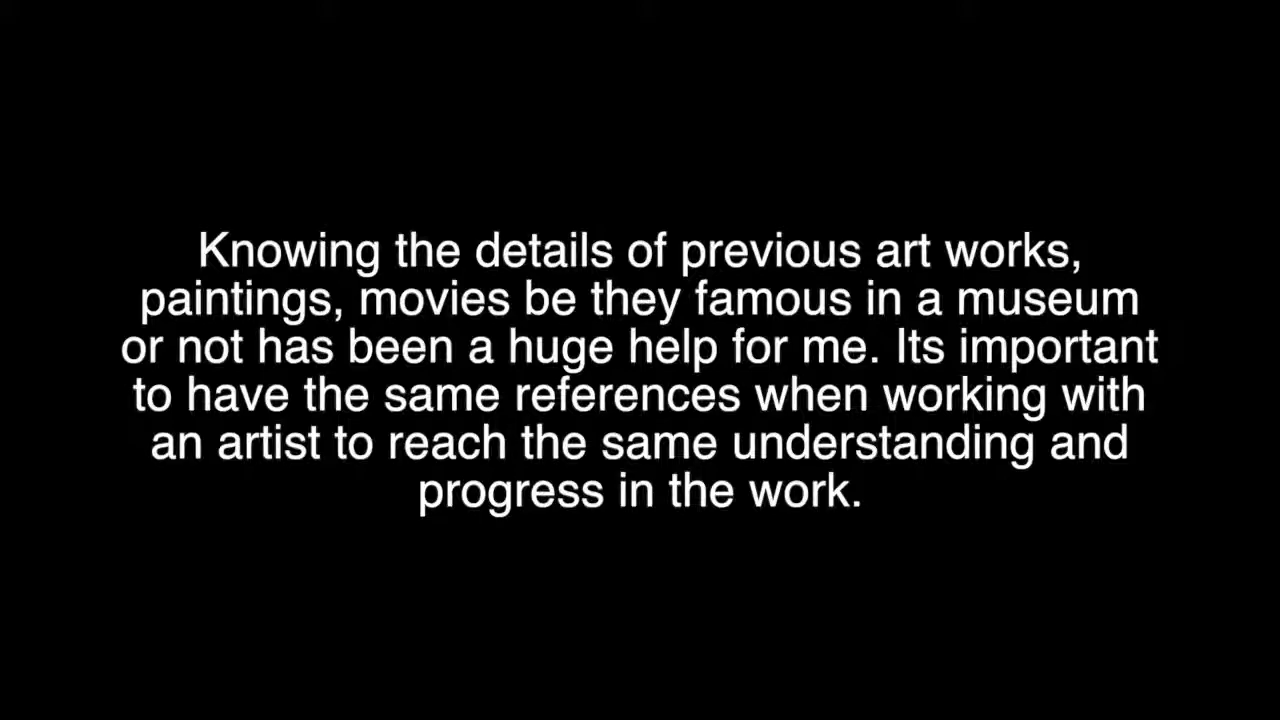 Knowing the details of previous art works,
paintings, movies be they famous in a museum
or not has been a huge help for me. Its important
to have the same references when working with
an artist to reach the same understanding and
progress in the work.